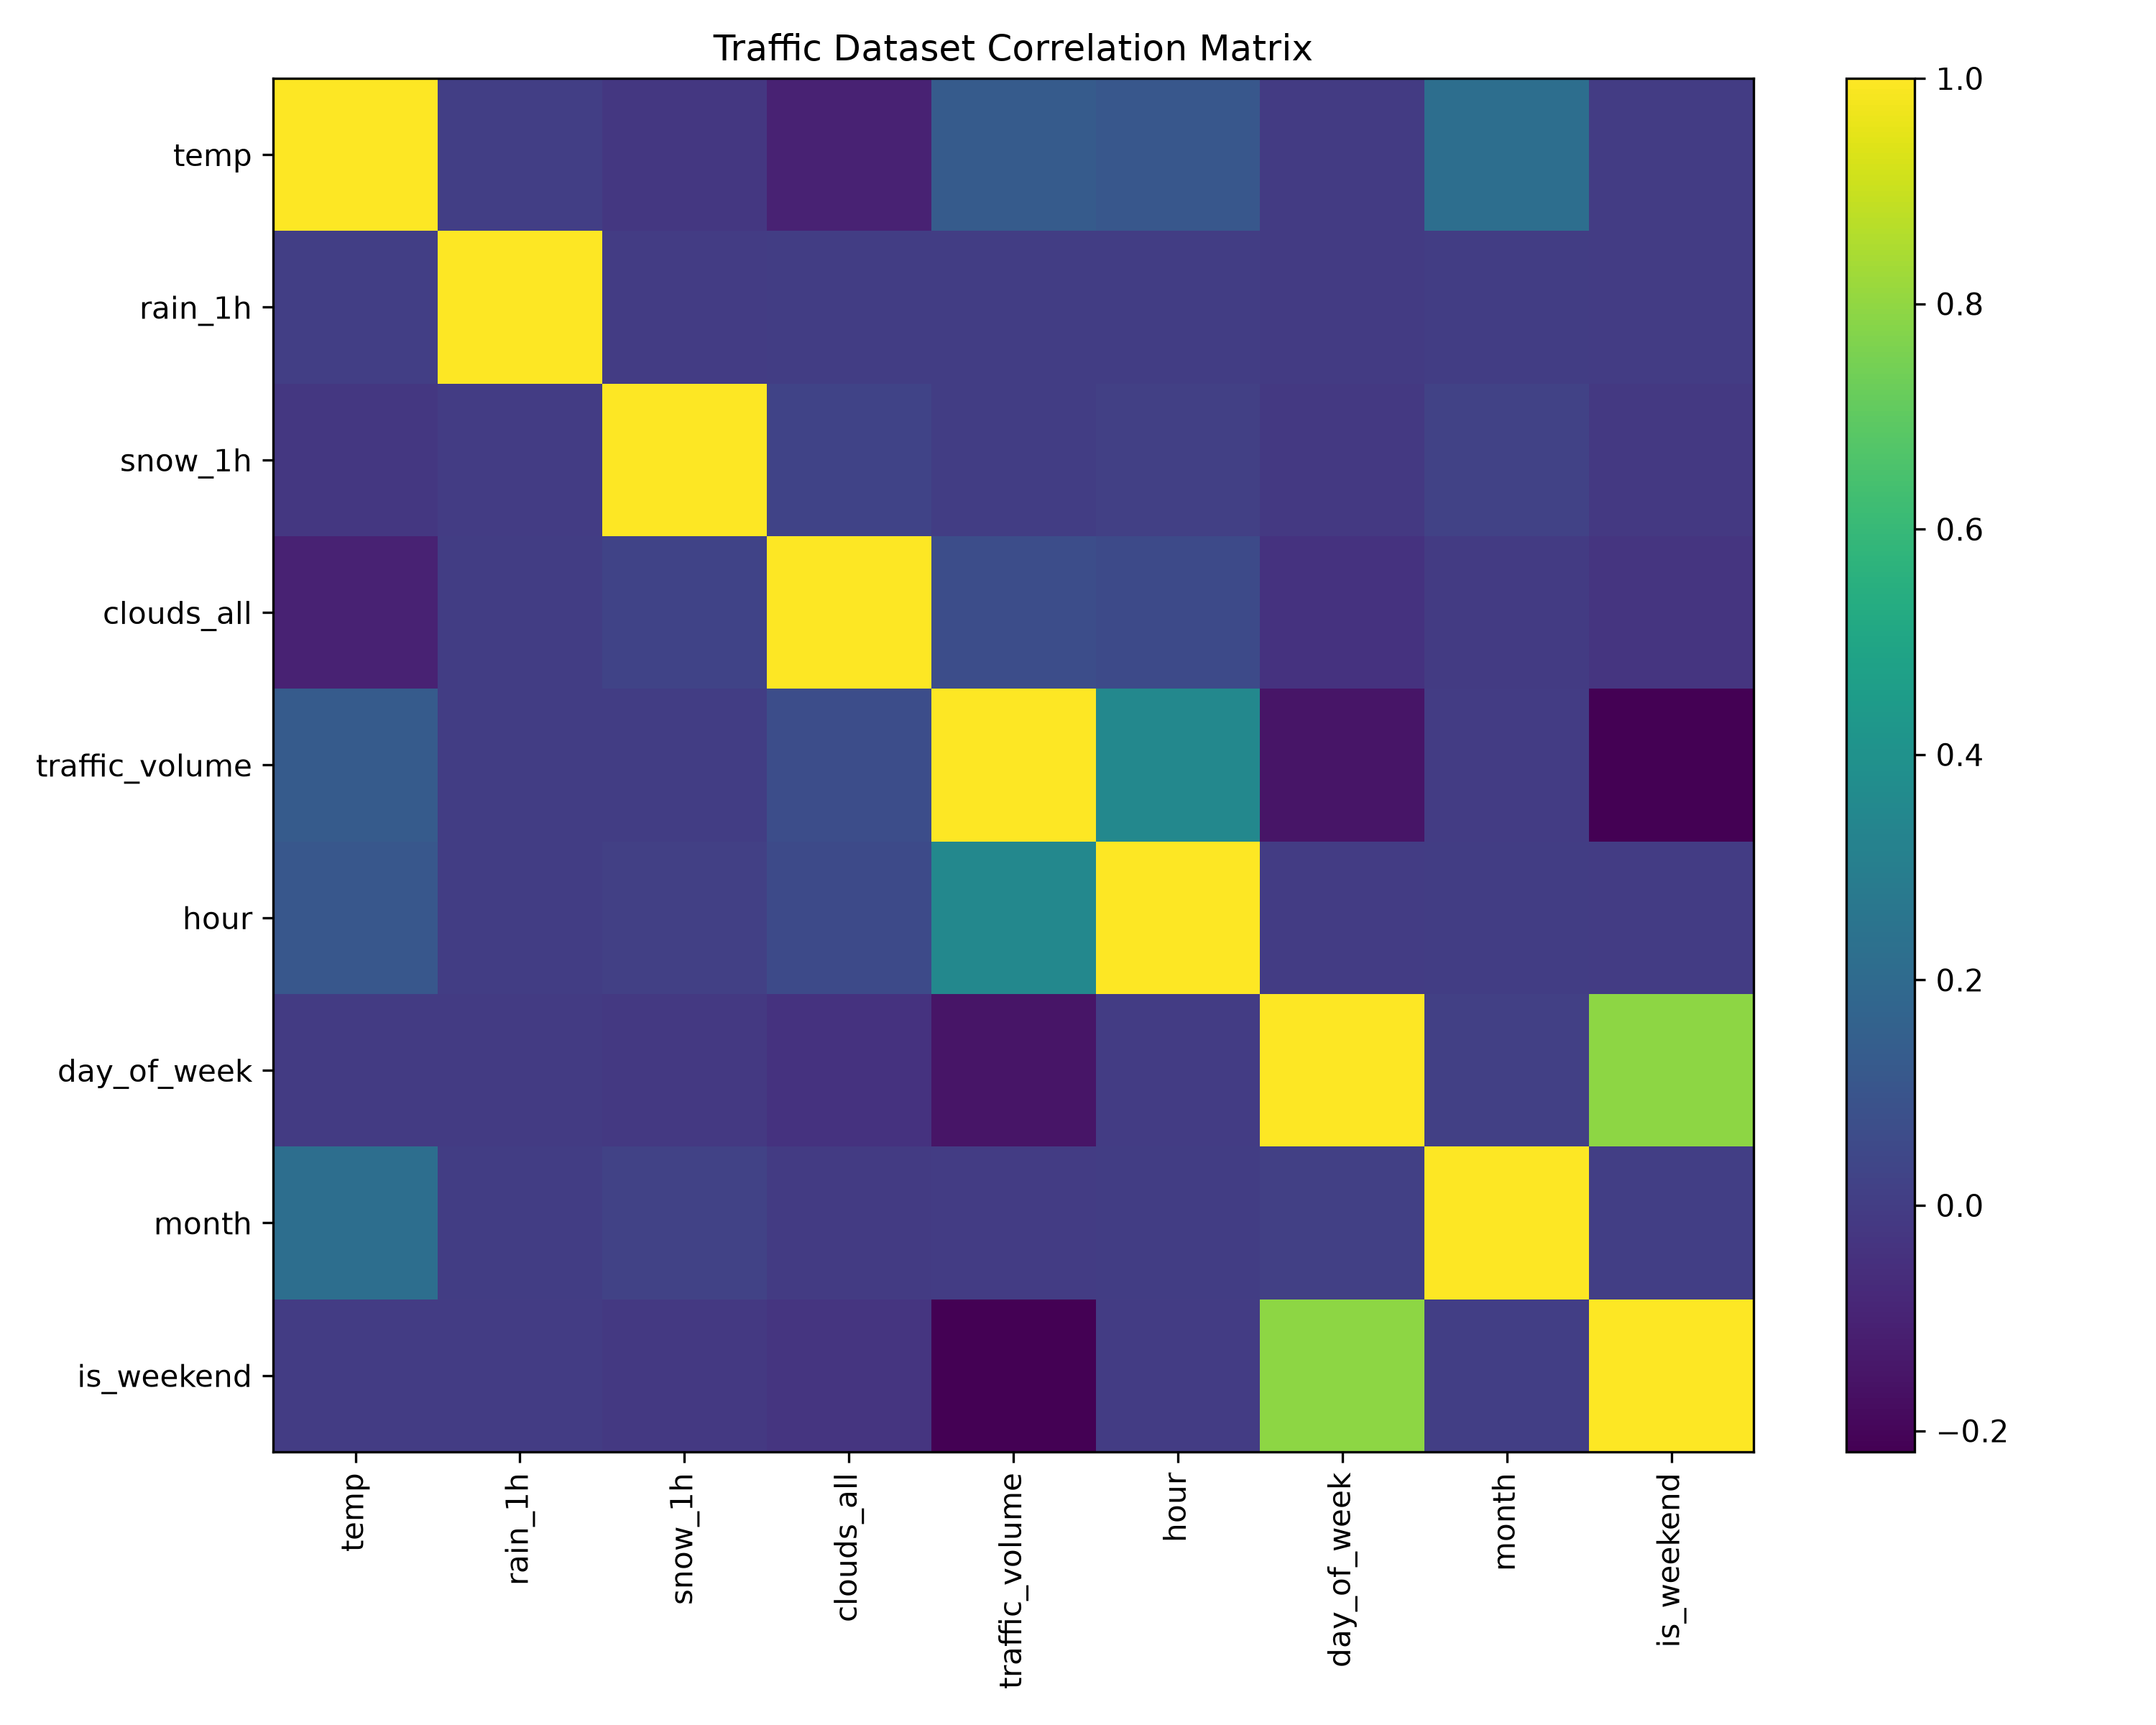 Traffic Dataset Correlation Matrix
temp
rain_1h
snow_1h
clouds_all
traffic_volume
hour
day_of_week
month
is_weekend
temp
rain_1h
snow_1h
clouds_all
traffic_volume
hour
day_of_week
month
is_weekend
1.0
0.8
0.6
0.4
0.2
0.0
−0.2